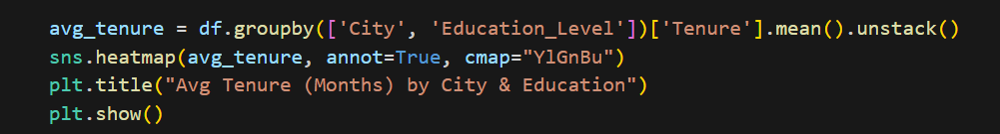 avg_tenure = df.groupby(['City', 'Education_Level'])['Tenure'].mean().unstack()
sns.heatmap(avg_tenure, annot=True, cmap="YlGnBu")
plt.title("Avg Tenure (Months) by City & Education")
plt.show()